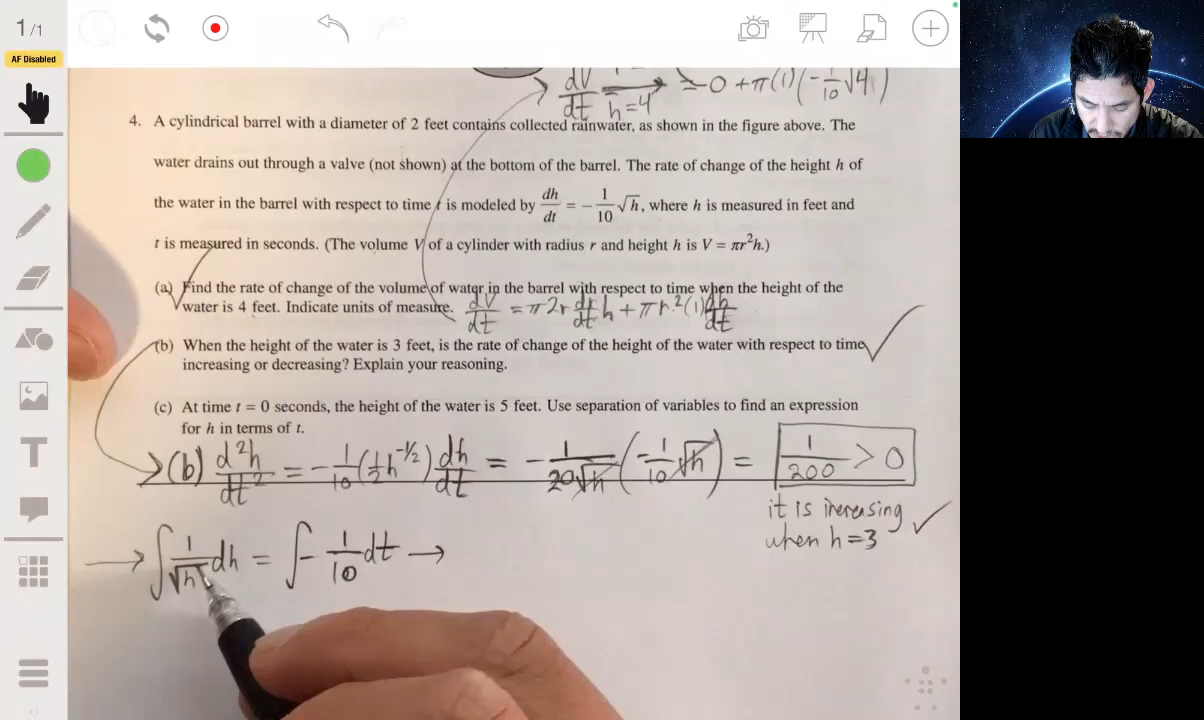 1/1
AF Disabled
dV/dt h=4 = 0 + π(1)(-1/10 √4)
4. A cylindrical barrel with a diameter of 2 feet contains collected rainwater, as shown in the figure above. The
water drains out through a valve (not shown) at the bottom of the barrel. The rate of change of the height h of
the water in the barrel with respect to time t is modeled by dh/dt = -1/10 √h, where h is measured in feet and
t is measured in seconds. (The volume V of a cylinder with radius r and height h is V = πr²h.)
(a) Find the rate of change of the volume of water in the barrel with respect to time when the height of the
water is 4 feet. Indicate units of measure. dV/dt = π2r dr/dt h + πr²(1) dh/dt
(b) When the height of the water is 3 feet, is the rate of change of the height of the water with respect to time
increasing or decreasing? Explain your reasoning.
(c) At time t = 0 seconds, the height of the water is 5 feet. Use separation of variables to find an expression
for h in terms of t.
→(b) d²h/dt² = -1/10 (1/2 h^-1/2) dh/dt = -1/20√h (-1/10 √h) = 1/200 > 0
it is increasing
when h=3
→ ∫ 1/√h dh = ∫ -1/10 dt →
T